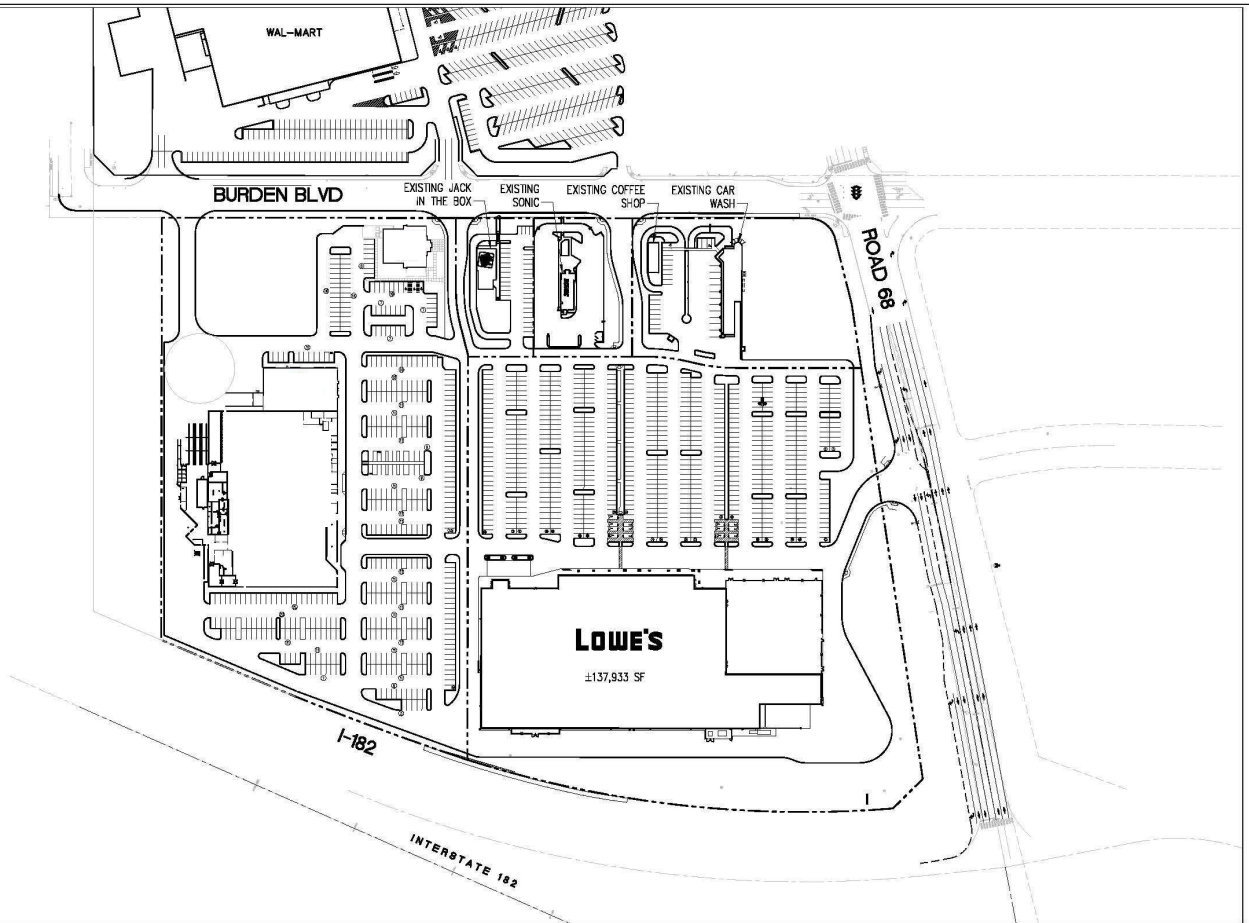 WAL-MART
BURDEN BLVD
EXISTING JACK
IN THE BOX
EXISTING
SONIC
EXISTING COFFEE
SHOP
EXISTING CAR
WASH
ROAD 68
LOWE'S
±137,933 SF
I-182
INTERSTATE 182